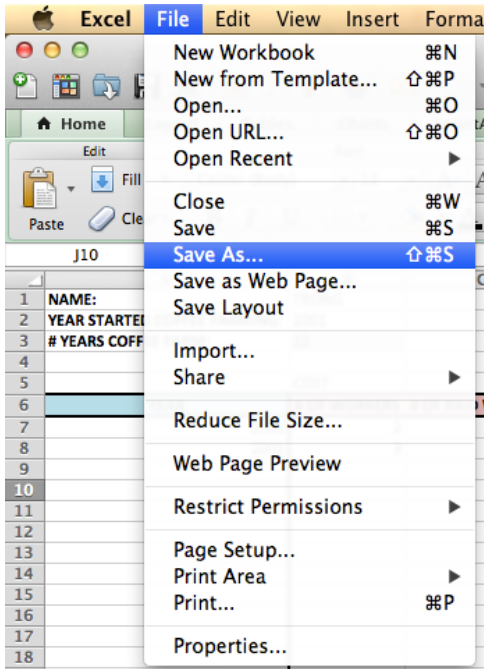 Excel File Edit View Insert Forma
New Workbook ⌘N
New from Template... ⇧⌘P
Open... ⌘O
Home Open URL... ⇧⌘O
Edit Open Recent
Fill
Close ⌘W
Paste Cle Save ⌘S
J10 Save As... ⇧⌘S
Save as Web Page...
1 NAME: Save Layout
2 YEAR STARTED
3 # YEARS COFF Import...
4 Share
5
6 Reduce File Size...
7
8 Web Page Preview
9
10 Restrict Permissions
11
12
13 Page Setup...
14 Print Area
15 Print... ⌘P
16
17 Properties...
18